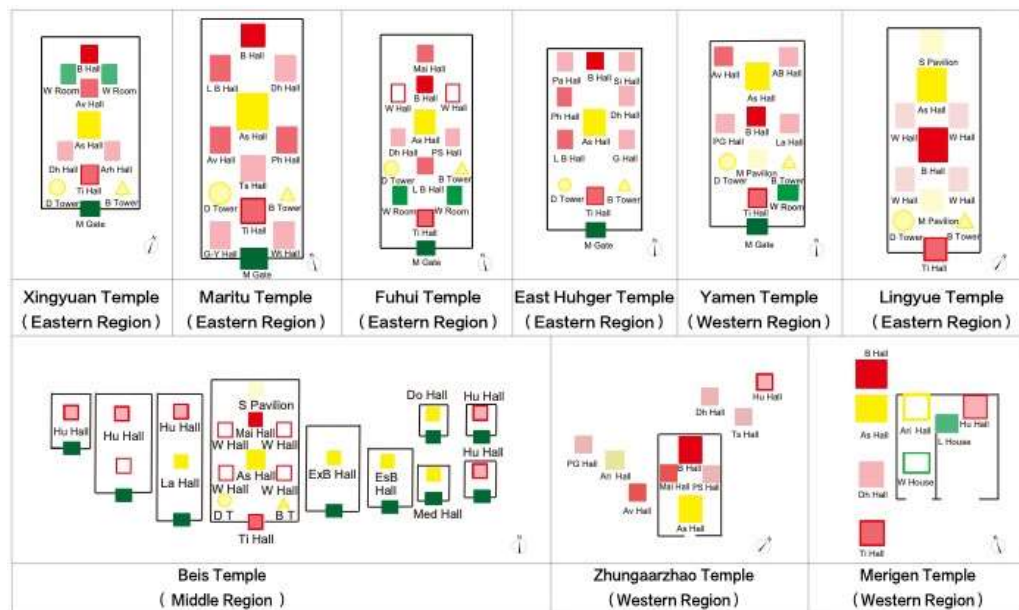 B Hall
W Room W Room
Av Hall
As Hall
Dh Hall Arh Hall
Ti Hall
D Tower B Tower
M Gate
B Hall
L B Hall Dh Hall
As Hall
Av Hall Ph Hall
Ta Hall
D Tower B Tower
Ti Hall
G-Y Hall Wt Hall
M Gate
Mai Hall
B Hall
W Hall W Hall
As Hall
Dh Hall PS Hall
D Tower B Tower
L B Hall
W Room W Room
Ti Hall
M Gate
Pa Hall B Hall Si Hall
Ph Hall Dh Hall
As Hall
L B Hall G Hall
D Tower B Tower
Ti Hall
M Gate
Av Hall AB Hall
As Hall
B Hall
PG Hall La Hall
M Pavilion
D Tower B Tower
Ti Hall W Room
M Gate
S Pavilion
As Hall
W Hall W Hall
B Hall
W Hall W Hall
M Pavilion
D Tower B Tower
Ti Hall
Xingyuan Temple
(Eastern Region)
Maritu Temple
(Eastern Region)
Fuhui Temple
(Eastern Region)
East Huhger Temple
(Eastern Region)
Yamen Temple
(Western Region)
Lingyue Temple
(Eastern Region)
Hu Hall
Hu Hall
Hu Hall
La Hall
S Pavilion
Mai Hall
W Hall W Hall
As Hall
W Hall W Hall
D T B T
Ti Hall
ExB Hall
EsB
Hall
Do Hall
Med Hall
Hu Hall
Hu Hall
Beis Temple
(Middle Region)
Hu Hall
Dh Hall
Ta Hall
PG Hall
Ari Hall
B Hall
Mai Hall PS Hall
Av Hall
As Hall
Zhungaarzhao Temple
(Western Region)
B Hall
As Hall Ari Hall Hu Hall
L House
W House
Dh Hall
Ti Hall
Merigen Temple
(Western Region)